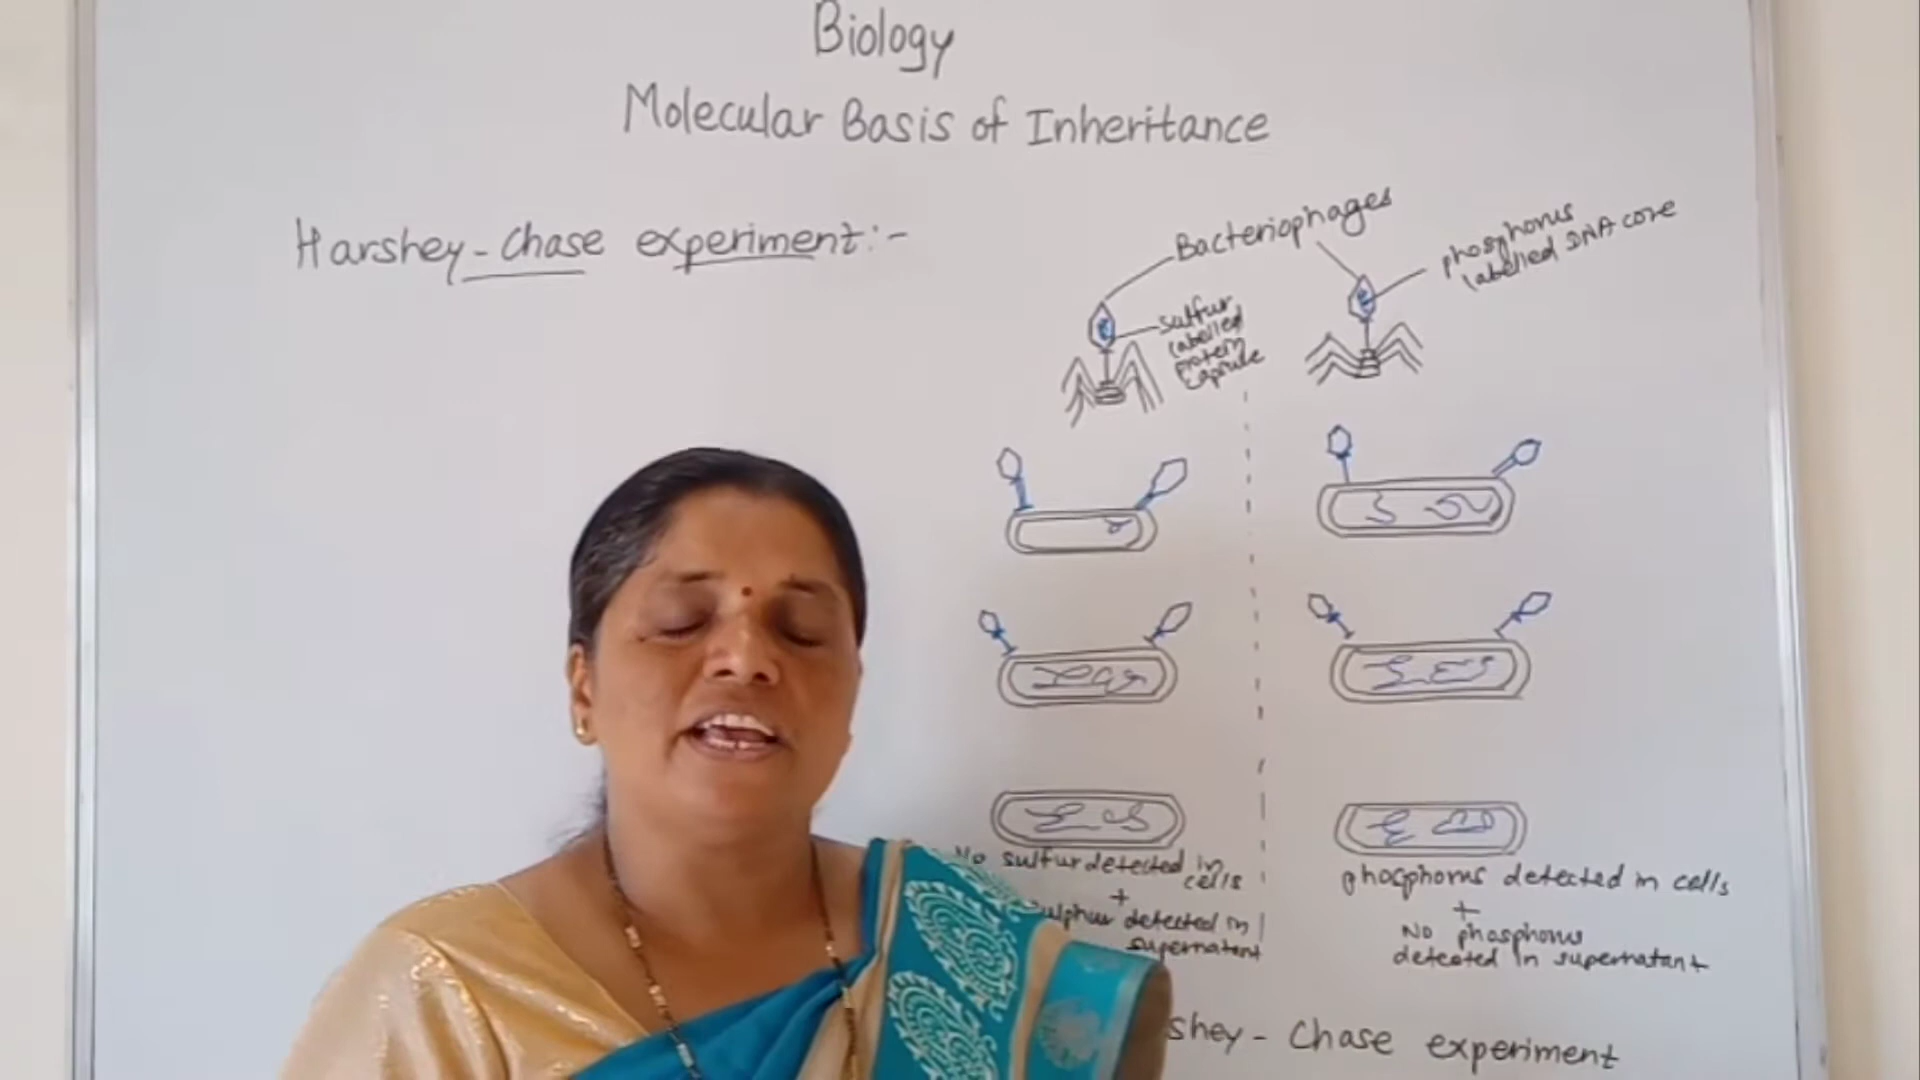 Biology
Molecular Basis of Inheritance
Harshey-Chase experiment:-
Bacteriophages
phosphorus
labelled DNA core
sulfur
labelled
protein
Capsule
No sulfur detected in
cells
+
detected in
supernatant
phosphorus detected in cells
+
No phosphorus
detected in supernatant
shey - Chase experiment